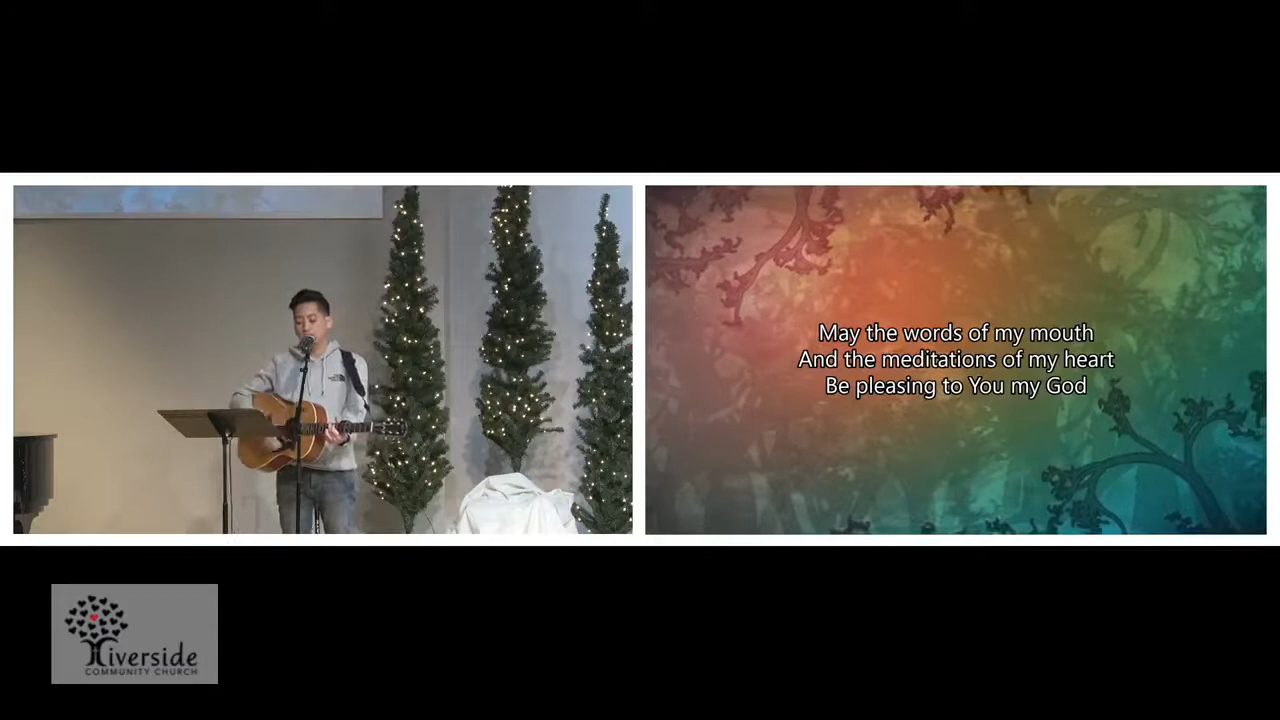 May the words of my mouth
And the meditations of my heart
Be pleasing to You my God
Riverside
COMMUNITY CHURCH